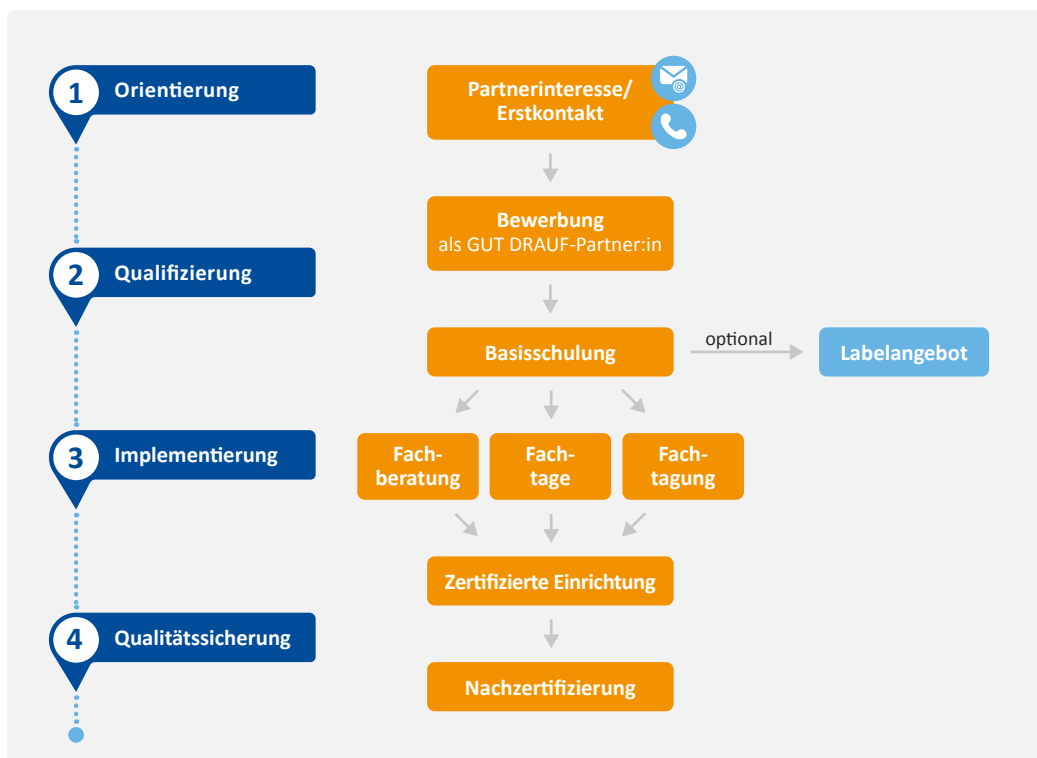 1 Orientierung
Partnerinteresse/
Erstkontakt
@
Bewerbung
als GUT DRAUF-Partner:in
2 Qualifizierung
Basisschulung
optional
Labelangebot
3 Implementierung
Fach-
beratung
Fach-
tage
Fach-
tagung
Zertifizierte Einrichtung
4 Qualitätssicherung
Nachzertifizierung